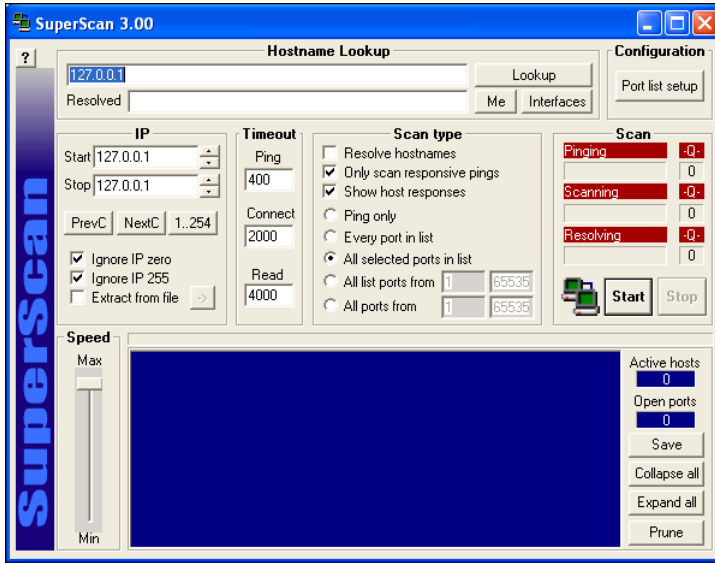 SuperScan 3.00
?
Hostname Lookup
127.0.0.1
Lookup
Resolved
Me
Interfaces
Configuration
Port list setup
IP
Start 127.0.0.1
Stop 127.0.0.1
PrevC
NextC
1..254
Ignore IP zero
Ignore IP 255
Extract from file
->
Timeout
Ping
400
Connect
2000
Read
4000
Scan type
Resolve hostnames
Only scan responsive pings
Show host responses
Ping only
Every port in list
All selected ports in list
All list ports from 1 65535
All ports from 1 65535
Scan
Pinging -Q-
0
Scanning
0
Resolving -Q-
0
Start
Stop
SuperScan
Speed
Max
Min
Active hosts
0
Open ports
0
Save
Collapse all
Expand all
Prune